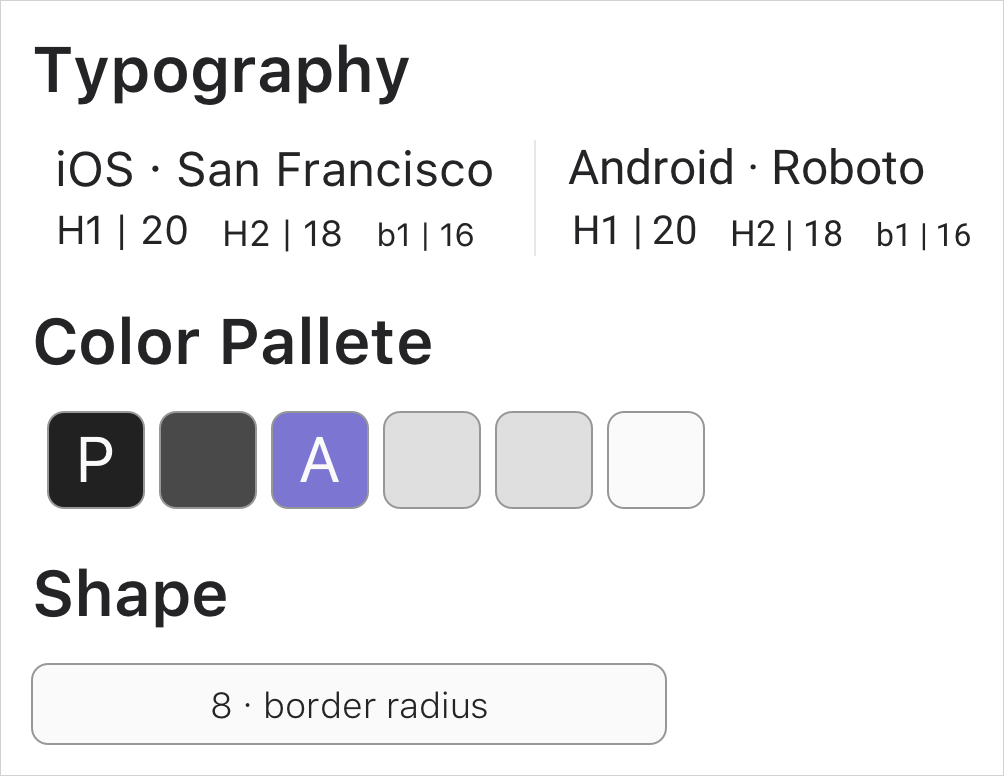 Typography
iOS · San Francisco
H1 | 20 H2 | 18 b1 | 16
Android · Roboto
H1 | 20 H2 | 18 b1 | 16
Color Pallete
P A
Shape
8 · border radius